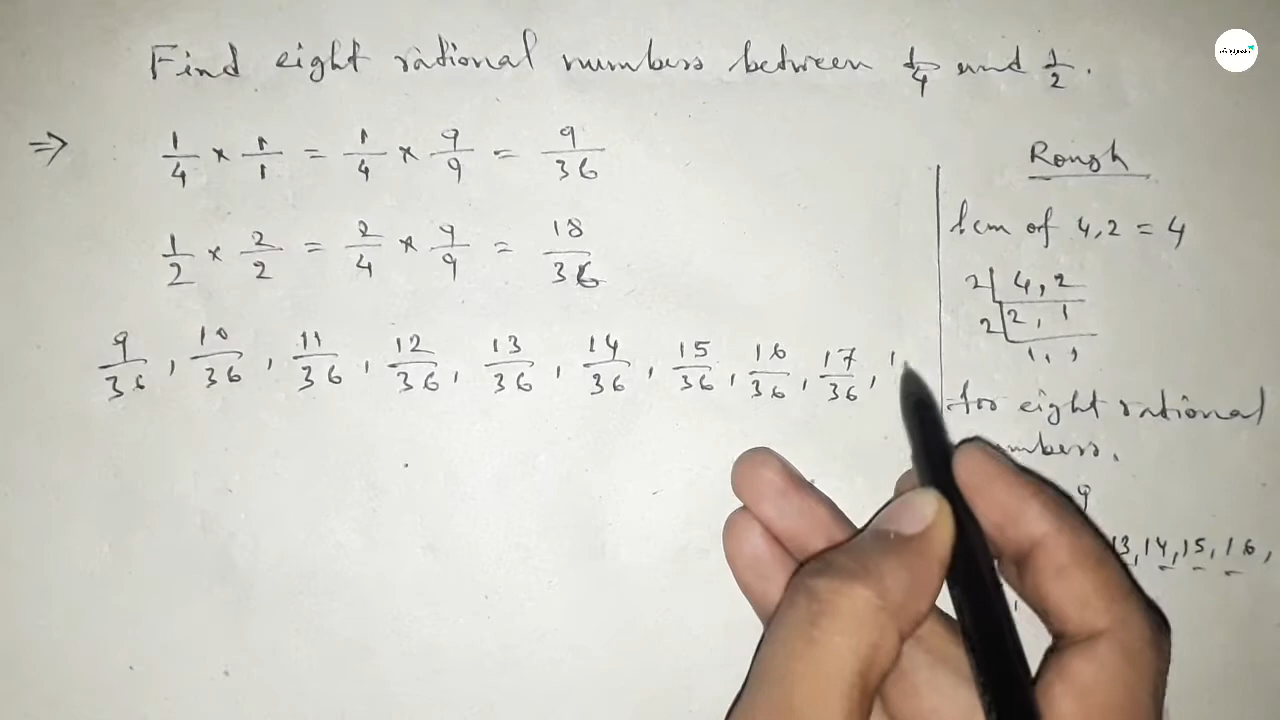 Find eight rational numbers between 1/4 and 1/2.
⇒ 1/4 × 1/1 = 1/4 × 9/9 = 9/36
1/2 × 2/2 = 2/4 × 9/9 = 18/36
9/36, 10/36, 11/36, 12/36, 13/36, 14/36, 15/36, 16/36, 17/36, 1
Rough
lcm of 4,2 = 4
2 | 4, 2
2 | 2, 1
1, 1
for eight rational
9
13, 14, 15, 16,